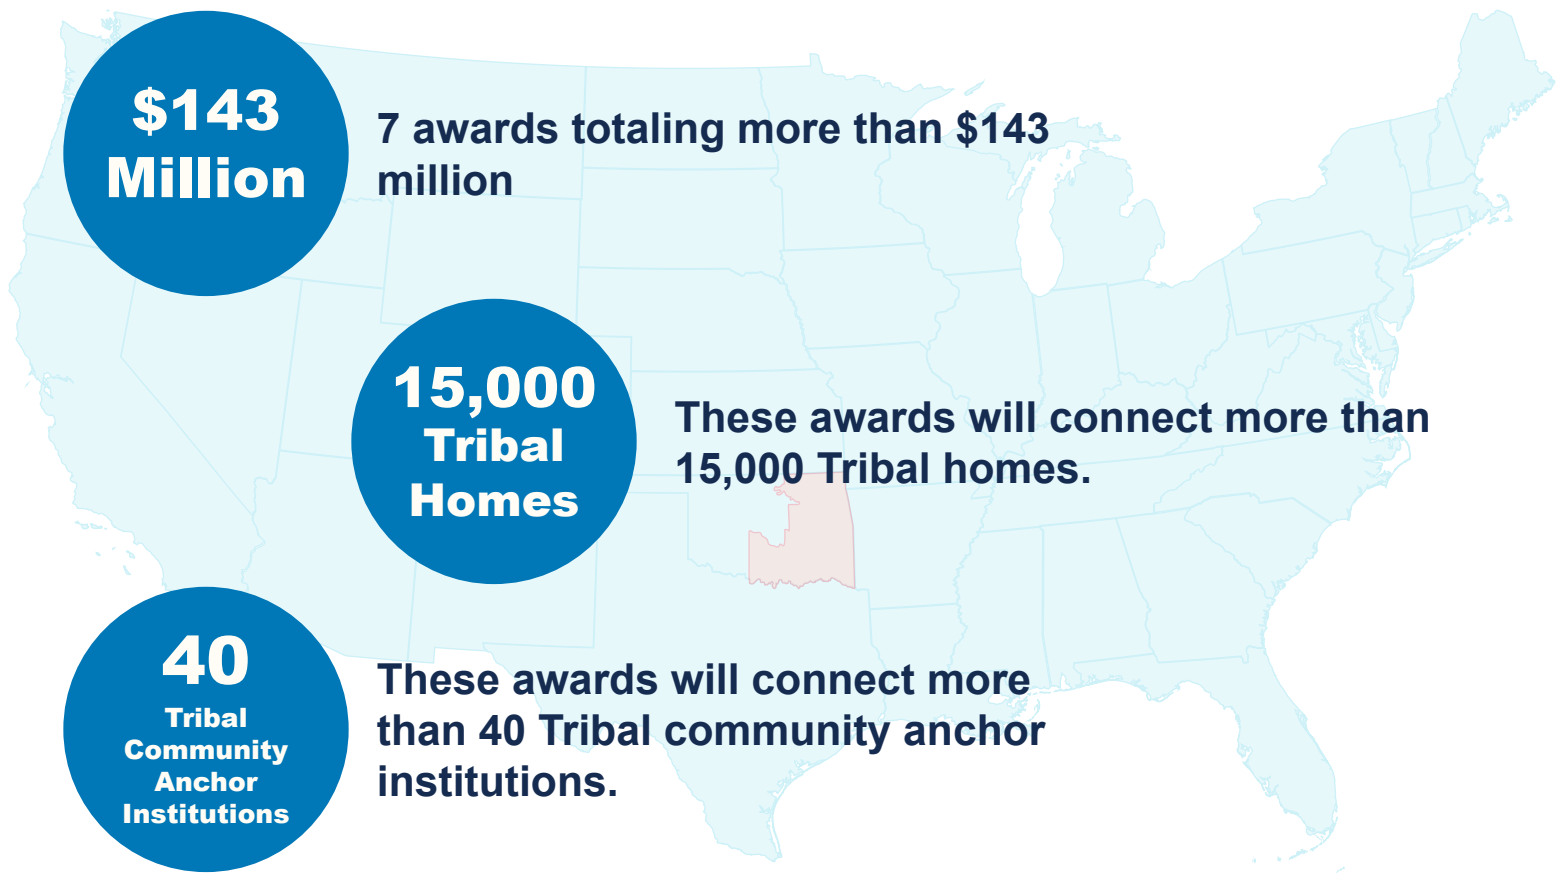 $143
Million
7 awards totaling more than $143
million
15,000
Tribal
Homes
These awards will connect more than
15,000 Tribal homes.
40
Tribal
Community
Anchor
Institutions
These awards will connect more
than 40 Tribal community anchor
institutions.